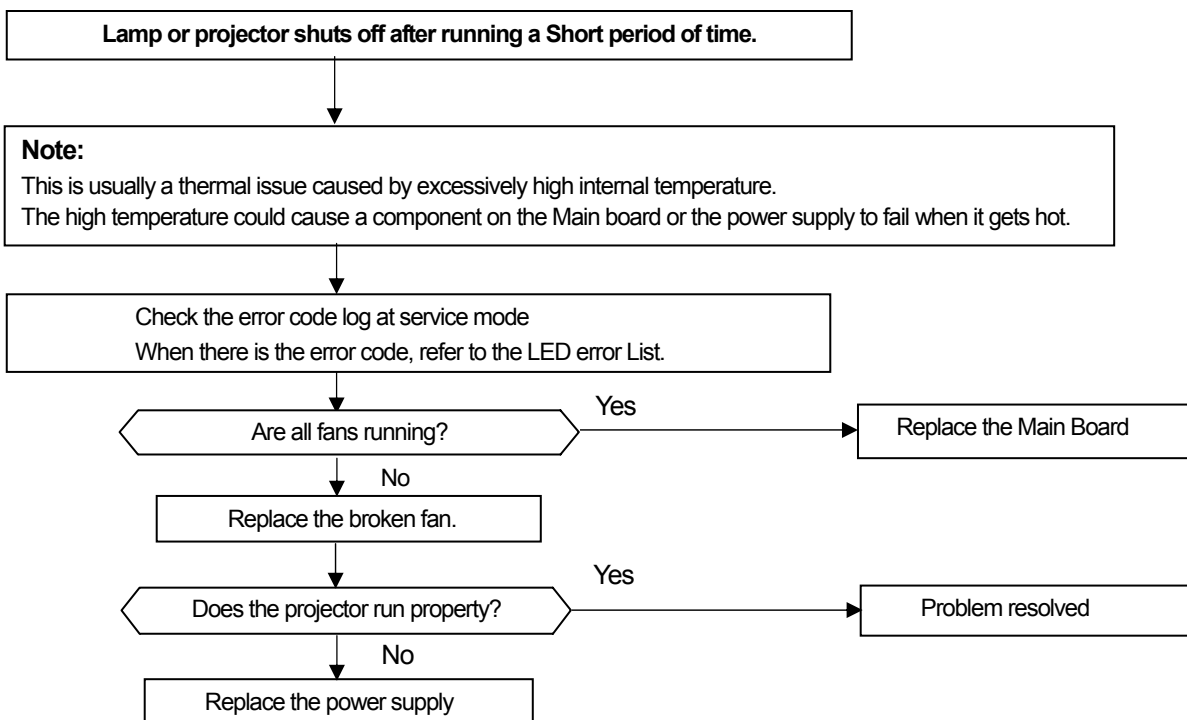 Lamp or projector shuts off after running a Short period of time.
Note:
This is usually a thermal issue caused by excessively high internal temperature.
The high temperature could cause a component on the Main board or the power supply to fail when it gets hot.
Check the error code log at service mode
When there is the error code, refer to the LED error List.
Are all fans running?
Yes
Replace the Main Board
No
Replace the broken fan.
Does the projector run property?
Yes
Problem resolved
No
Replace the power supply